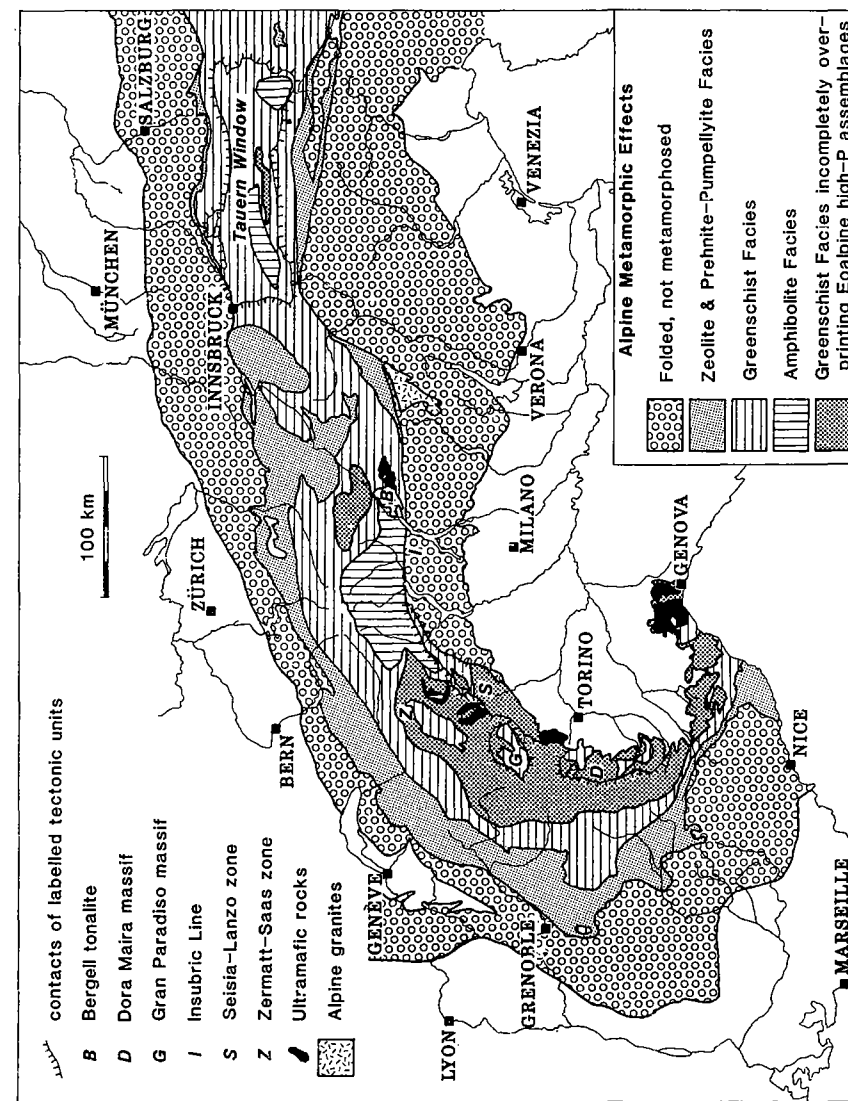 contacts of labelled tectonic units
B Bergell tonalite
D Dora Maira massif
G Gran Paradiso massif
I Insubric Line
S Seisia-Lanzo zone
Z Zermatt-Saas zone
Ultramafic rocks
Alpine granites
100 km
MÜNCHEN
SALZBURG
INNSBRUCK
Tauern Window
ZÜRICH
BERN
GENÈVE
LYON
GRENOBLE
MARSEILLE
NICE
TORINO
GENOVA
MILANO
VERONA
VENEZIA
B
I
Z
S
G
D
Alpine Metamorphic Effects
Folded, not metamorphosed
Zeolite & Prehnite-Pumpellyite Facies
Greenschist Facies
Amphibolite Facies
Greenschist Facies incompletely over-
printing Eoalpine high-P assemblages